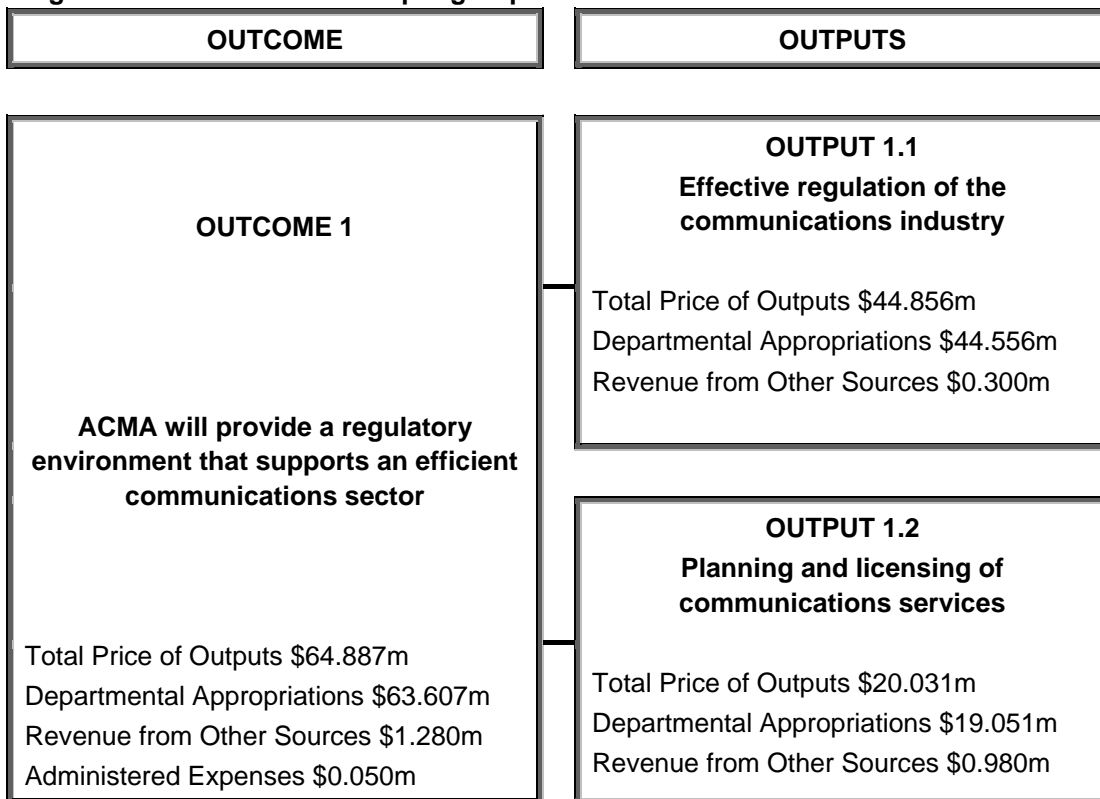 OUTCOME
OUTPUTS
OUTCOME 1
ACMA will provide a regulatory
environment that supports an efficient
communications sector
Total Price of Outputs $64.887m
Departmental Appropriations $63.607m
Revenue from Other Sources $1.280m
Administered Expenses $0.050m
OUTPUT 1.1
Effective regulation of the
communications industry
Total Price of Outputs $44.856m
Departmental Appropriations $44.556m
Revenue from Other Sources $0.300m
OUTPUT 1.2
Planning and licensing of
communications services
Total Price of Outputs $20.031m
Departmental Appropriations $19.051m
Revenue from Other Sources $0.980m